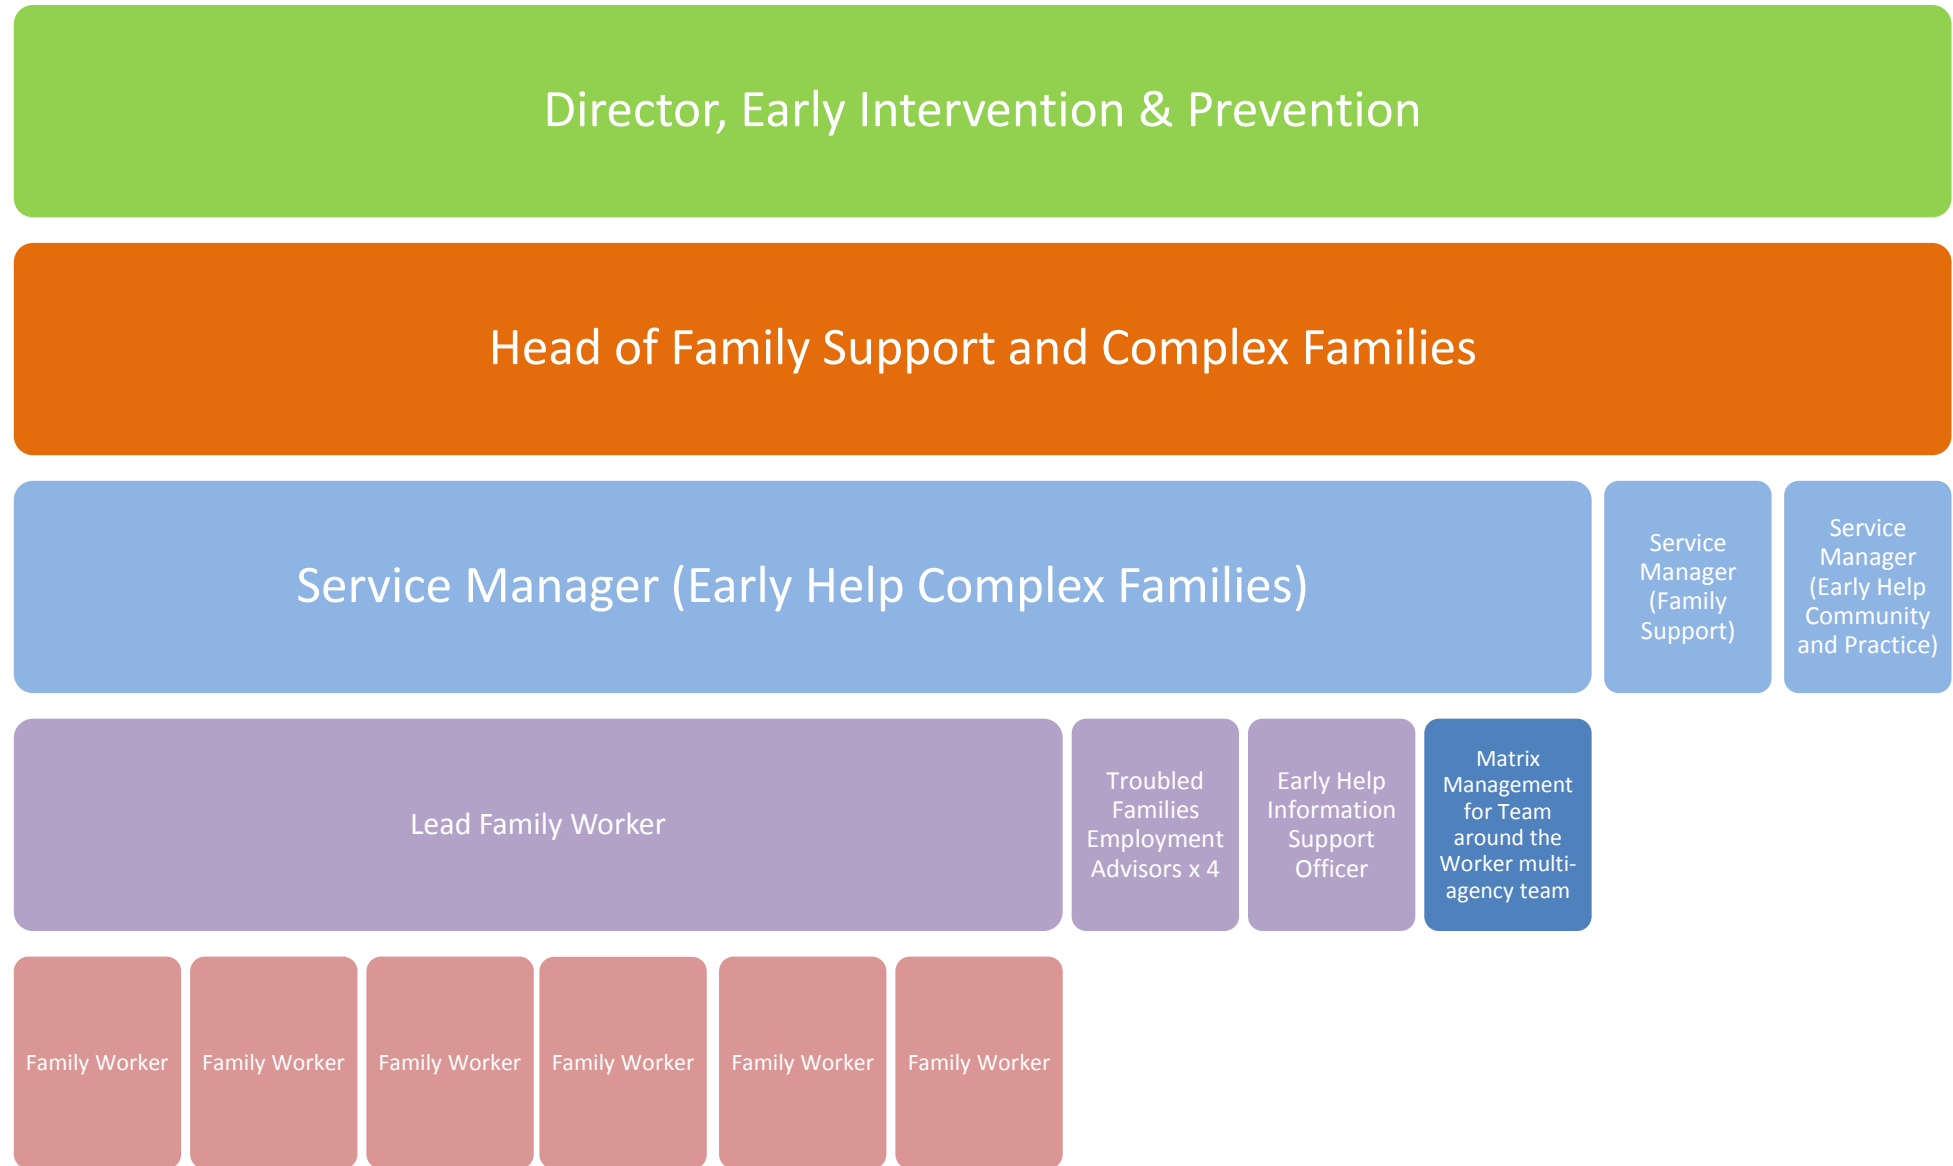 Director, Early Intervention & Prevention
Head of Family Support and Complex Families
Service Manager (Early Help Complex Families)
Service
Manager
(Family
Support)
Service
Manager
(Early Help
Community
and Practice)
Lead Family Worker
Troubled
Families
Employment
Advisors x 4
Early Help
Information
Support
Officer
Matrix
Management
for Team
around the
Worker multi-
agency team
Family Worker
Family Worker
Family Worker
Family Worker
Family Worker
Family Worker